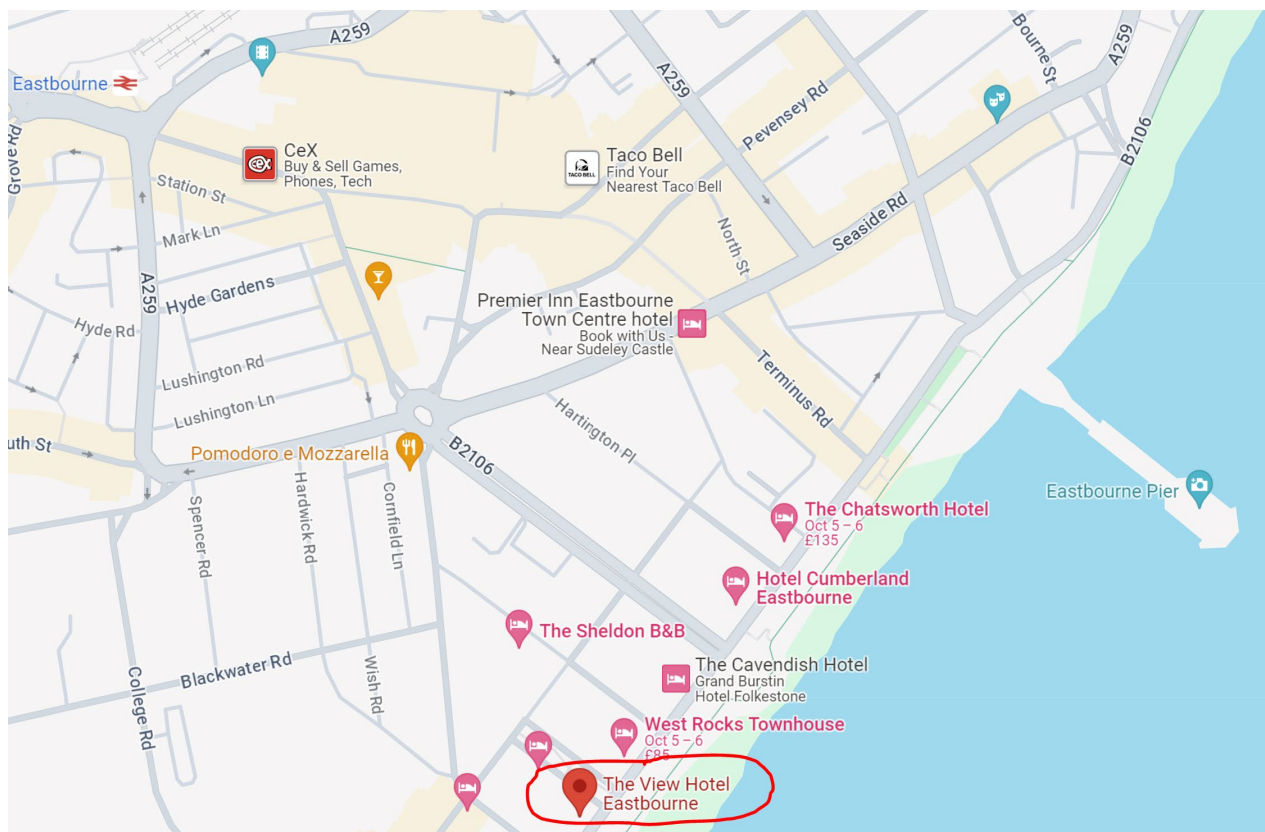 A259
Bourne St
A259
Eastbourne
A259
Pevensey Rd
B2106
Grove Rd
CeX
Buy & Sell Games,
Phones, Tech
Taco Bell
Find Your
Nearest Taco Bell
TACO BELL
Station St
Mark Ln
North St
Seaside Rd
A259
Hyde Gardens
Hyde Rd
Premier Inn Eastbourne
Town Centre hotel
Book with Us -
Near Sudeley Castle
Lushington Rd
Terminus Rd
Lushington Ln
Hartington Pl
uth St
Pomodoro e Mozzarella
B2106
Spencer Rd
Hardwick Rd
Cornfield Ln
Eastbourne Pier
The Chatsworth Hotel
Oct 5 – 6
£135
Hotel Cumberland
Eastbourne
The Sheldon B&B
Blackwater Rd
College Rd
Wish Rd
The Cavendish Hotel
Grand Burstin
Hotel Folkestone
West Rocks Townhouse
Oct 5 – 6
£85
The View Hotel
Eastbourne